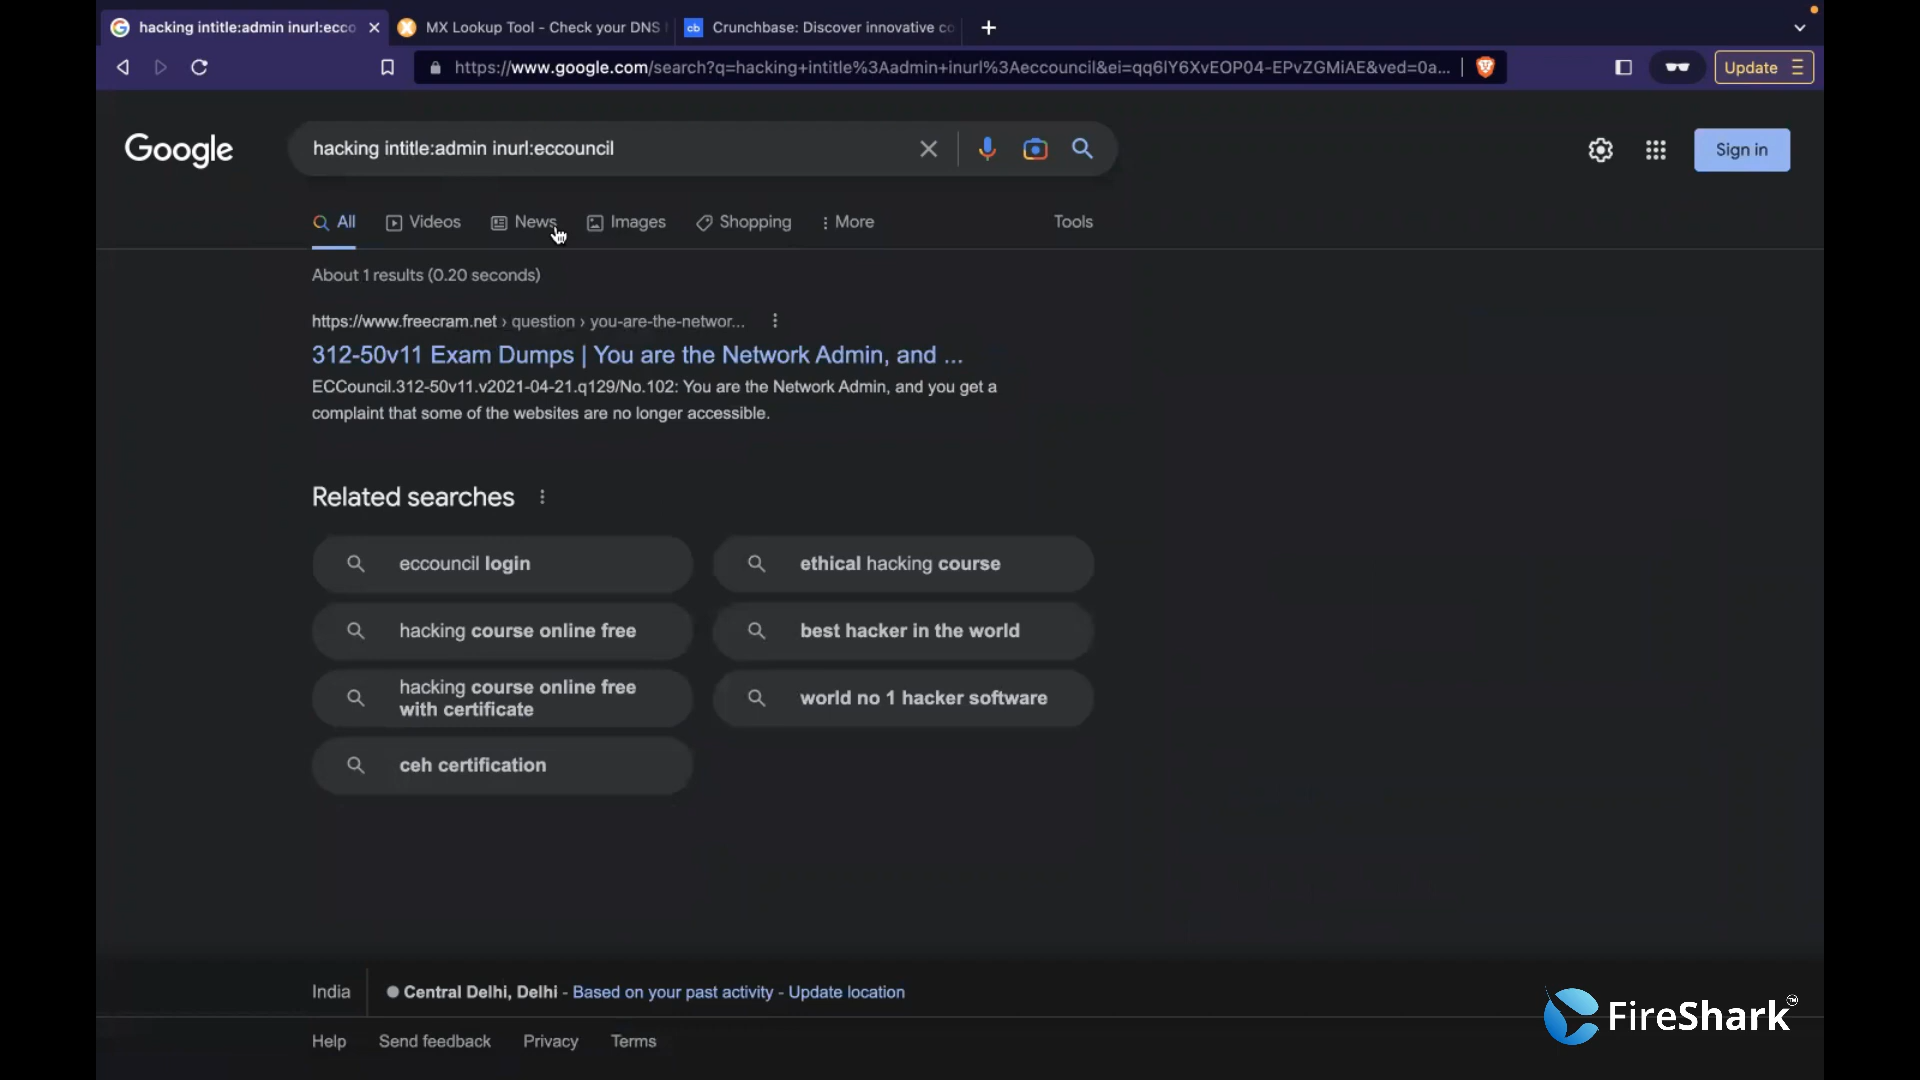 hacking intitle:admin inurl:ecco
MX Lookup Tool - Check your DNS
cb
Crunchbase: Discover innovative co
https://www.google.com/search?q=hacking+intitle%3Aadmin+inurl%3Aeccouncil&ei=qq6lY6XvEOP04-EPvZGMiAE&ved=0a...
Update
Google
hacking intitle:admin inurl:eccouncil
Sign in
All
Videos
News
Images
Shopping
More
Tools
About 1 results (0.20 seconds)
https://www.freecram.net › question › you-are-the-networ...
312-50v11 Exam Dumps | You are the Network Admin, and ...
ECCouncil.312-50v11.v2021-04-21.q129/No.102: You are the Network Admin, and you get a
complaint that some of the websites are no longer accessible.
Related searches
eccouncil login
ethical hacking course
hacking course online free
best hacker in the world
hacking course online free
with certificate
world no 1 hacker software
ceh certification
India
Central Delhi, Delhi - Based on your past activity - Update location
FireShark™
Help
Send feedback
Privacy
Terms